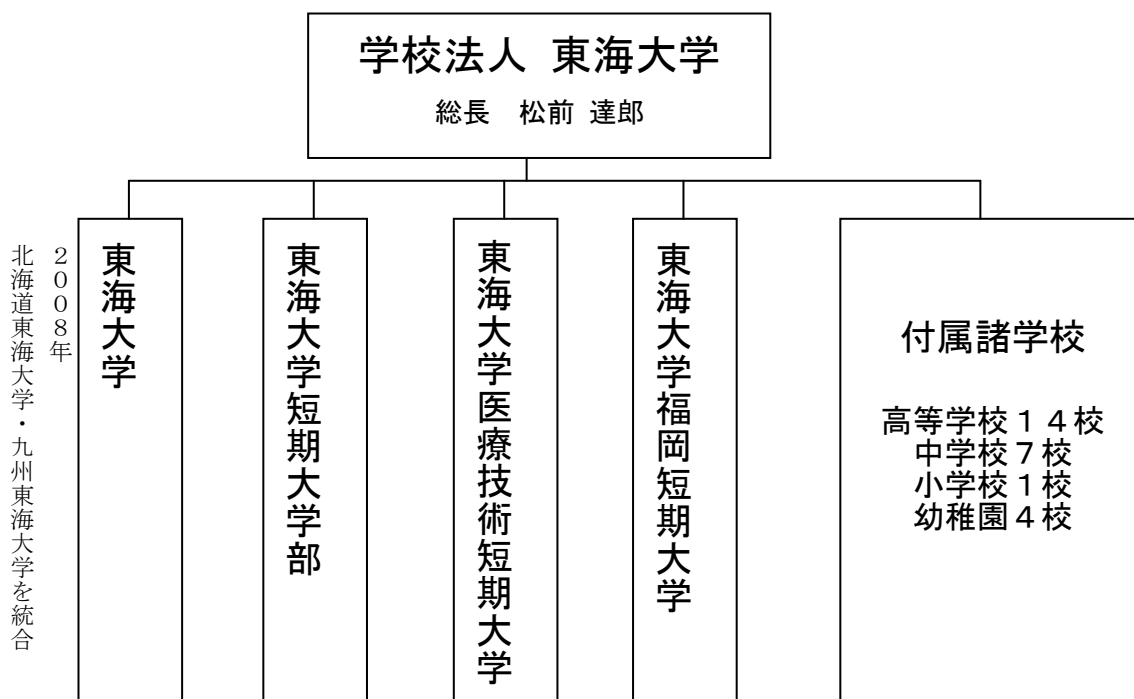 学校法人 東海大学
総長　松前 達郎
２００８年
北海道東海大学・九州東海大学を統合
東海大学
東海大学短期大学部
東海大学医療技術短期大学
東海大学福岡短期大学
付属諸学校
高等学校１４校
中学校７校
小学校１校
幼稚園４校